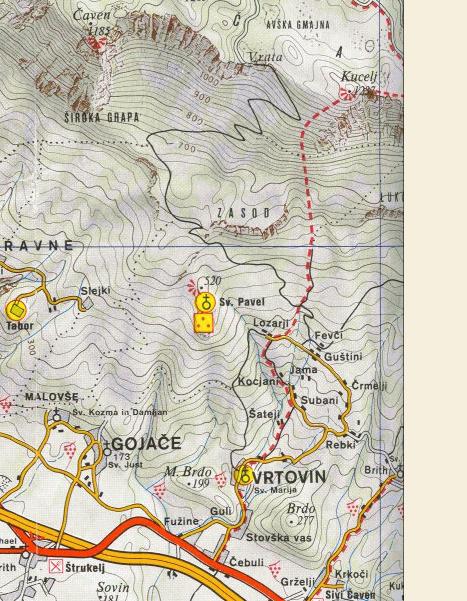 Čaven
1185
AVŠKA GMAJNA
Č
A
Vrata
Kucelj
1000
900
800
700
ŠIROKA GRAPA
ZASOD
RAVNE
Slejki
520
Sv. Pavel
Tabor
300
Lozarji
Fevči
Guštini
Jama
Kocjani
Črmelji
Subani
MALOVŠE
Sv. Kozma in Damijan
Šateji
GOJAČE
173
Sv. Just
Rebki
M. Brdo
199
VRTOVIN
Sv. Marija
Brith
Guli
Brdo
277
Fužine
Stovška vas
Štrukelj
Čebuli
Sovin
181
Grželji
Krkoči
Sivi Čaven